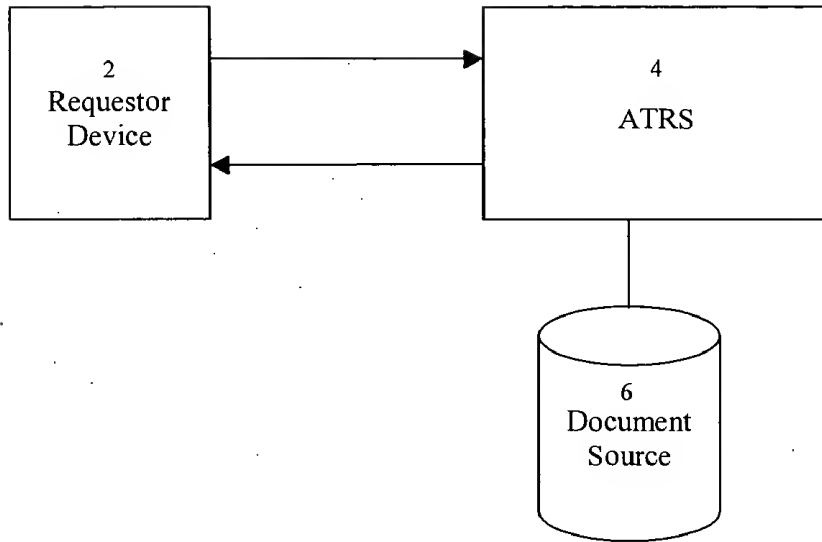 2
Requestor
Device
4
ATRS
6
Document
Source